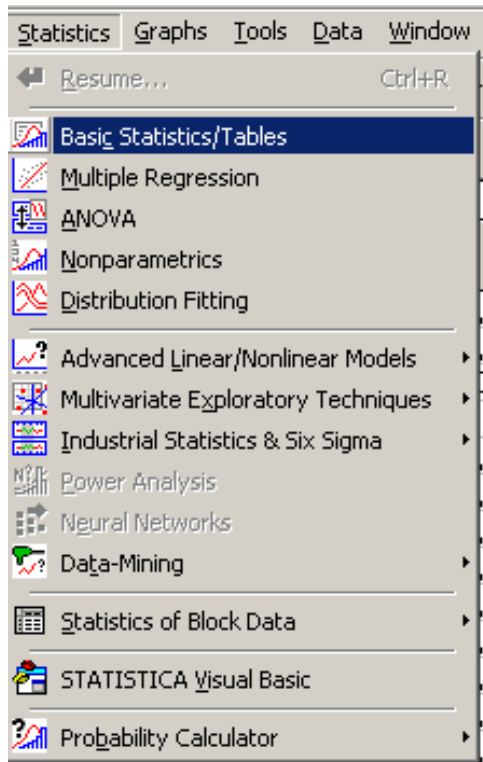 Statistics Graphs Tools Data Window
Resume... Ctrl+R
Basic Statistics/Tables
Multiple Regression
ANOVA
Nonparametrics
Distribution Fitting
Advanced Linear/Nonlinear Models
Multivariate Exploratory Techniques
Industrial Statistics & Six Sigma
Power Analysis
Neural Networks
Data-Mining
Statistics of Block Data
STATISTICA Visual Basic
Probability Calculator